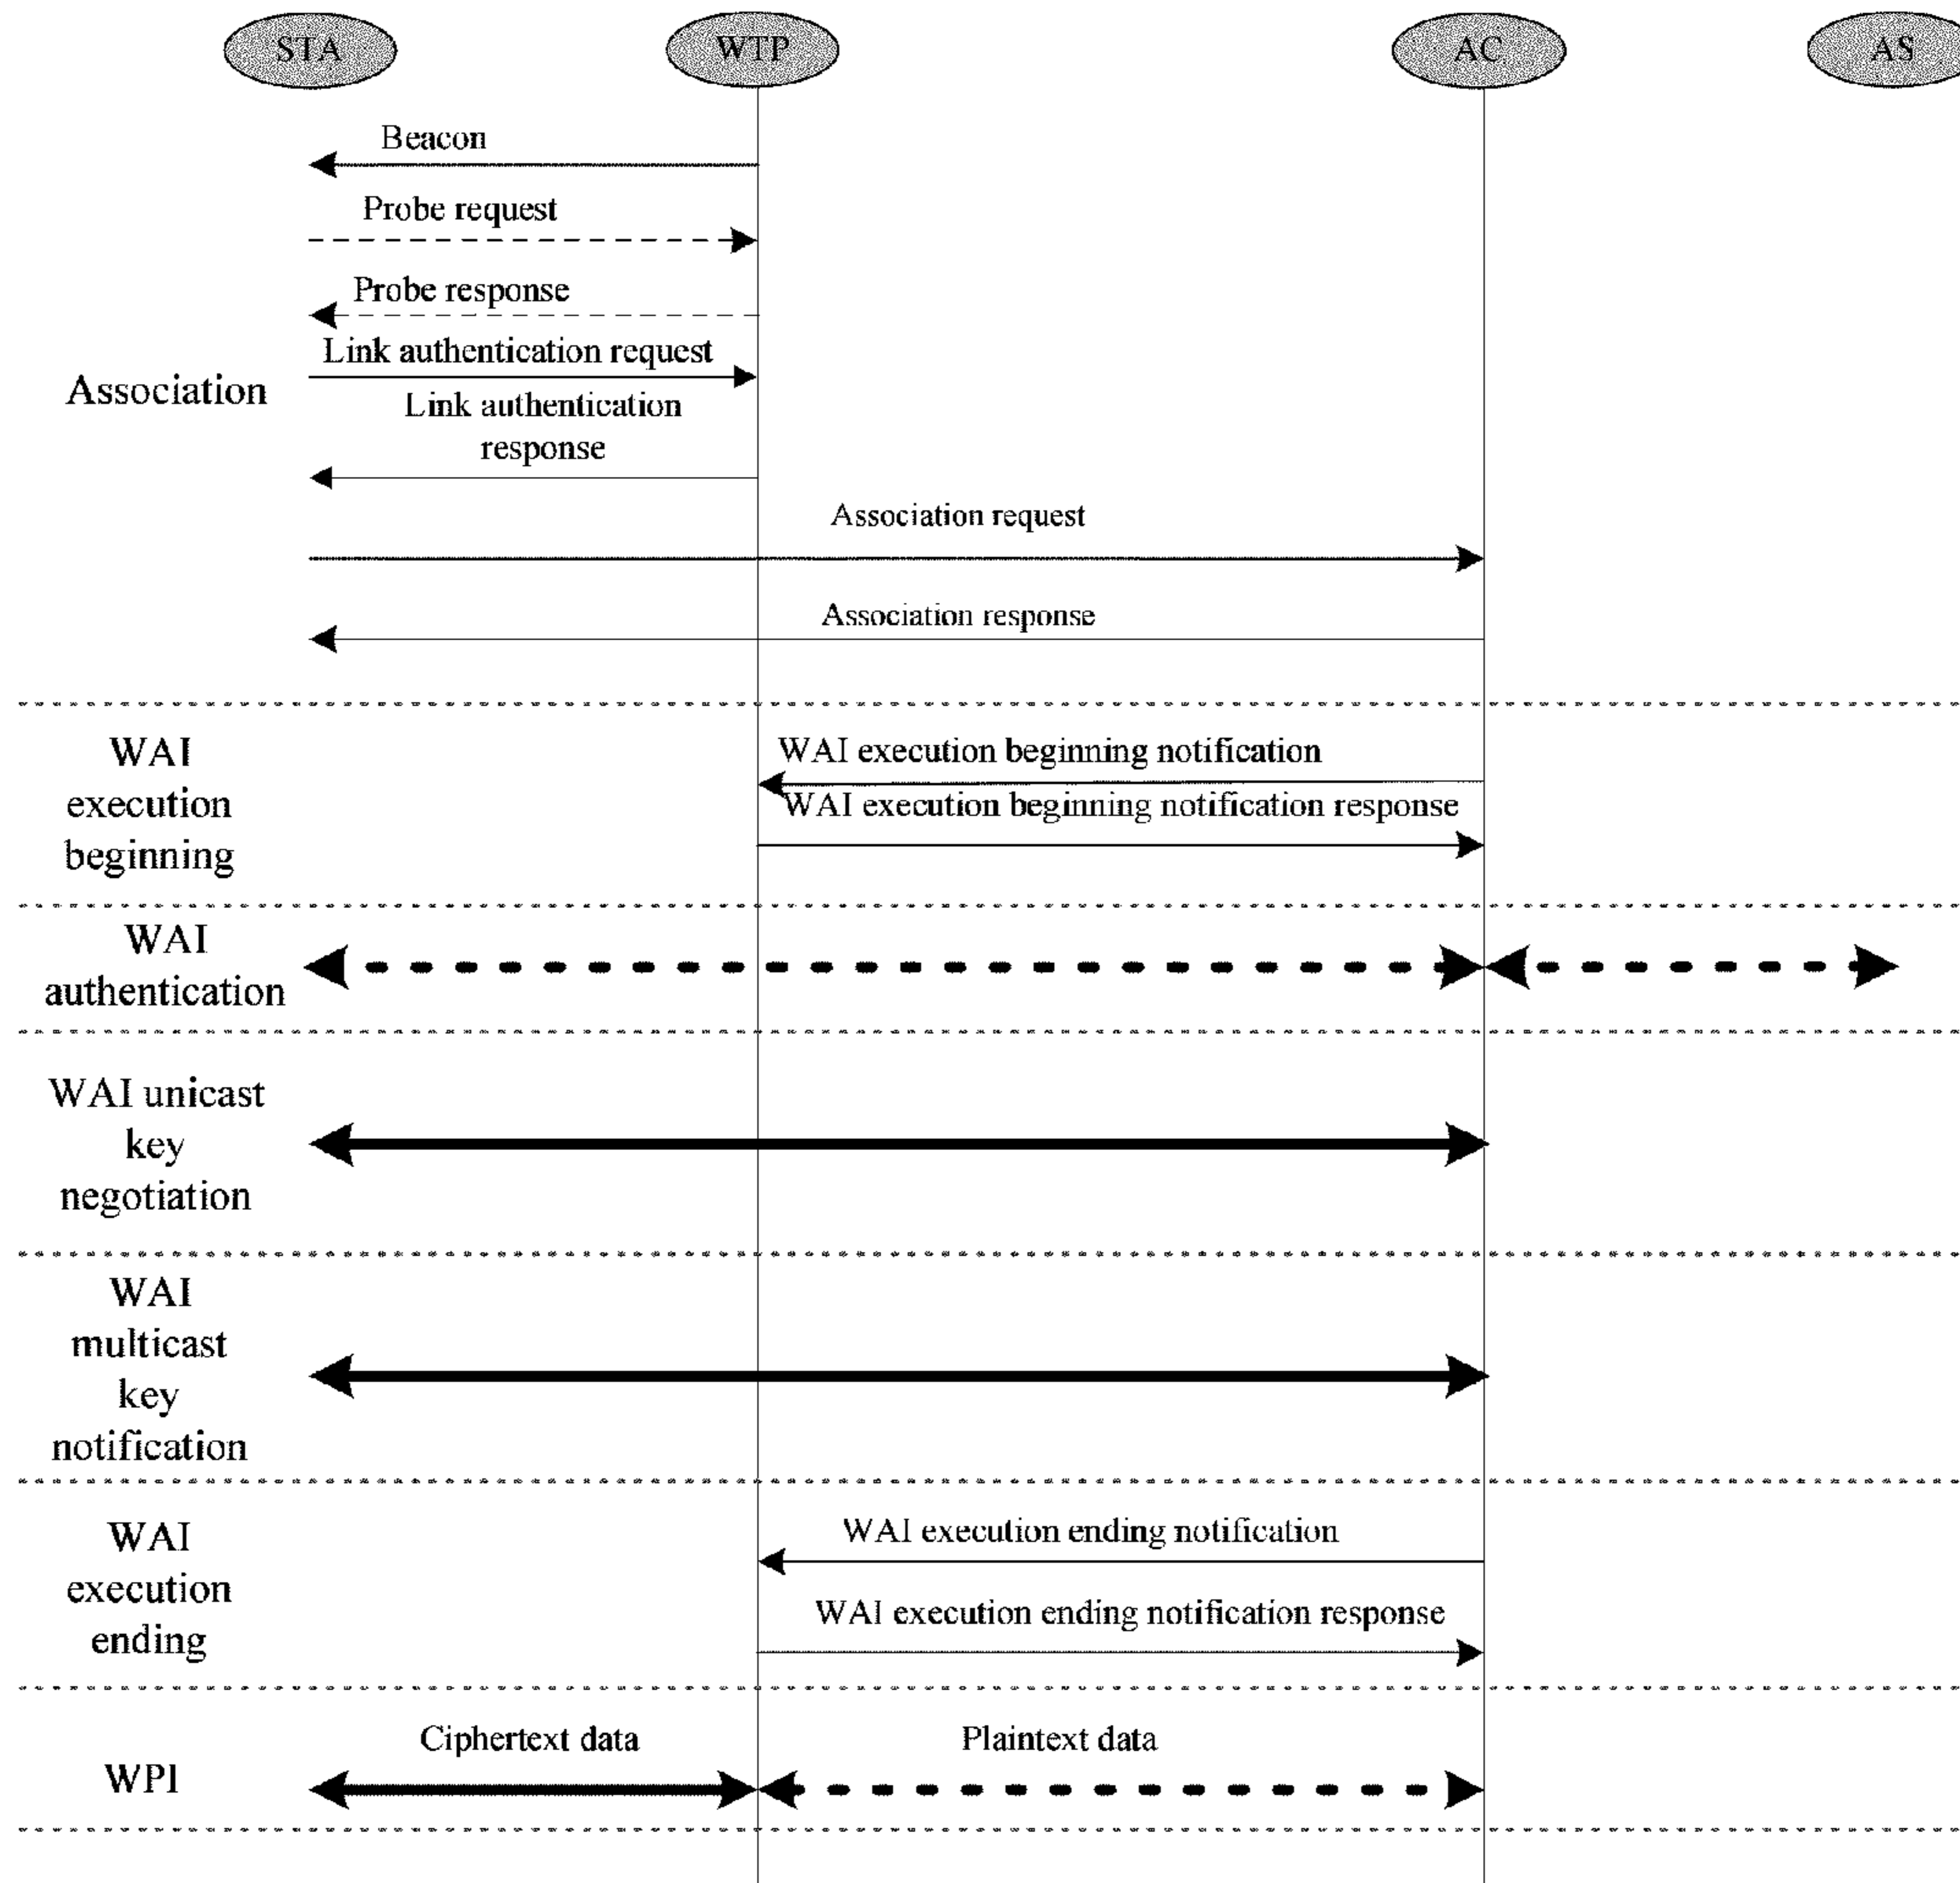 STA
WTP
AC
AS
Beacon
Probe request
Probe response
Link authentication request
Association
Link authentication
response
Association request
Association response
WAI
execution
beginning
WAI execution beginning notification
WAI execution beginning notification response
WAI
authentication
WAI unicast
key
negotiation
WAI
multicast
key
notification
WAI
execution
ending
WAI execution ending notification
WAI execution ending notification response
WPI
Ciphertext data
Plaintext data